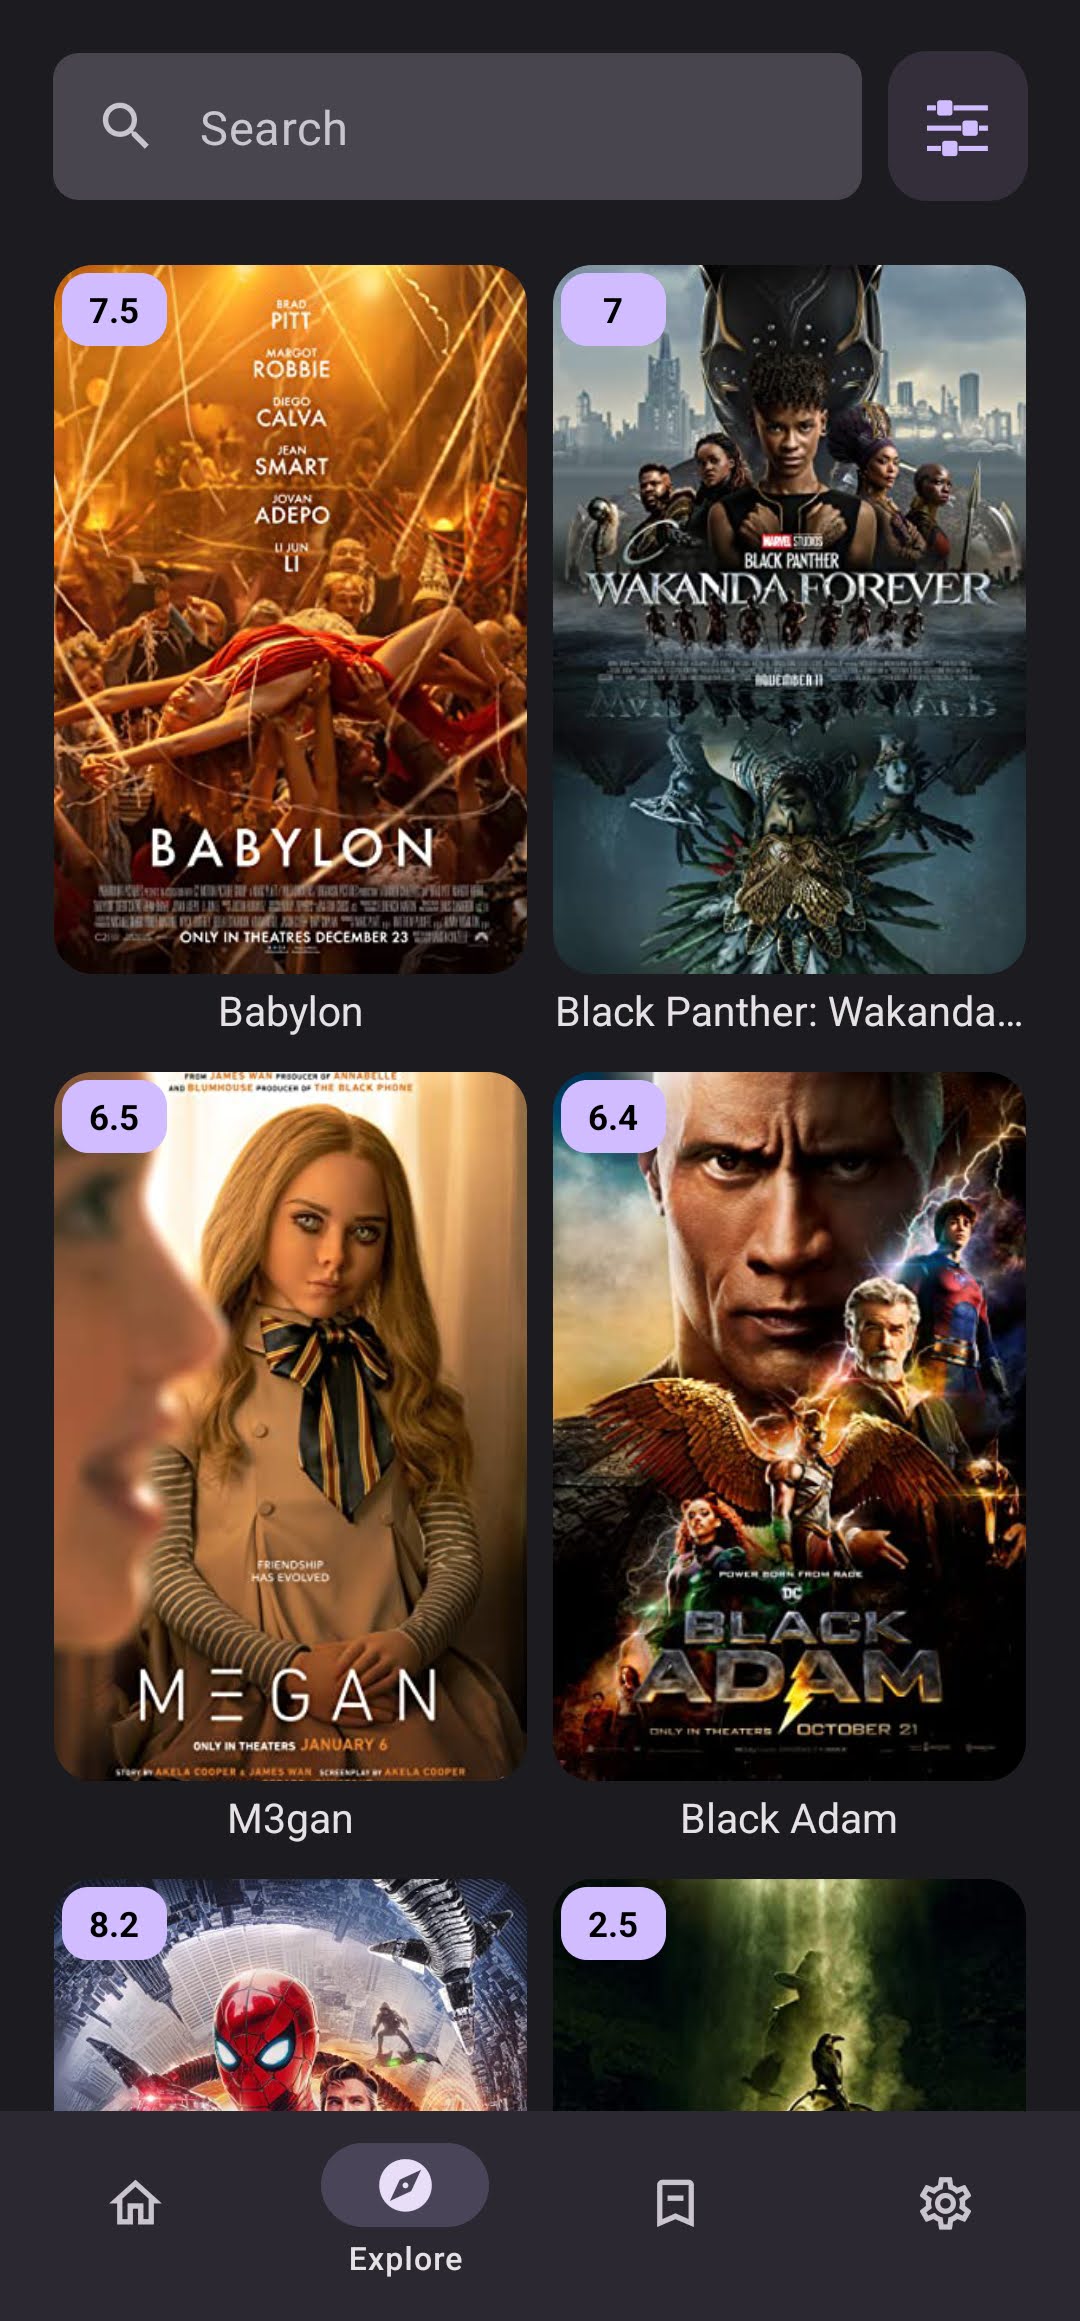 Search
7.5
BRAD
PITT
MARGOT
ROBBIE
DIEGO
CALVA
JEAN
SMART
JOVAN
ADEPO
LI JUN
LI
BABYLON
ONLY IN THEATRES DECEMBER 23
Babylon
7
MARVEL STUDIOS
BLACK PANTHER
WAKANDA FOREVER
NOVEMBER 11
Black Panther: Wakanda...
6.5
FROM JAMES WAN PRODUCER OF ANNABELLE
AND BLUMHOUSE PRODUCER OF THE BLACK PHONE
FRIENDSHIP
HAS EVOLVED
M3GAN
ONLY IN THEATERS JANUARY 6
STORY BY AKELA COOPER & JAMES WAN SCREENPLAY BY AKELA COOPER
M3gan
6.4
POWER BORN FROM RAGE
DC
BLACK
ADAM
ONLY IN THEATERS OCTOBER 21
Black Adam
8.2
2.5
Explore